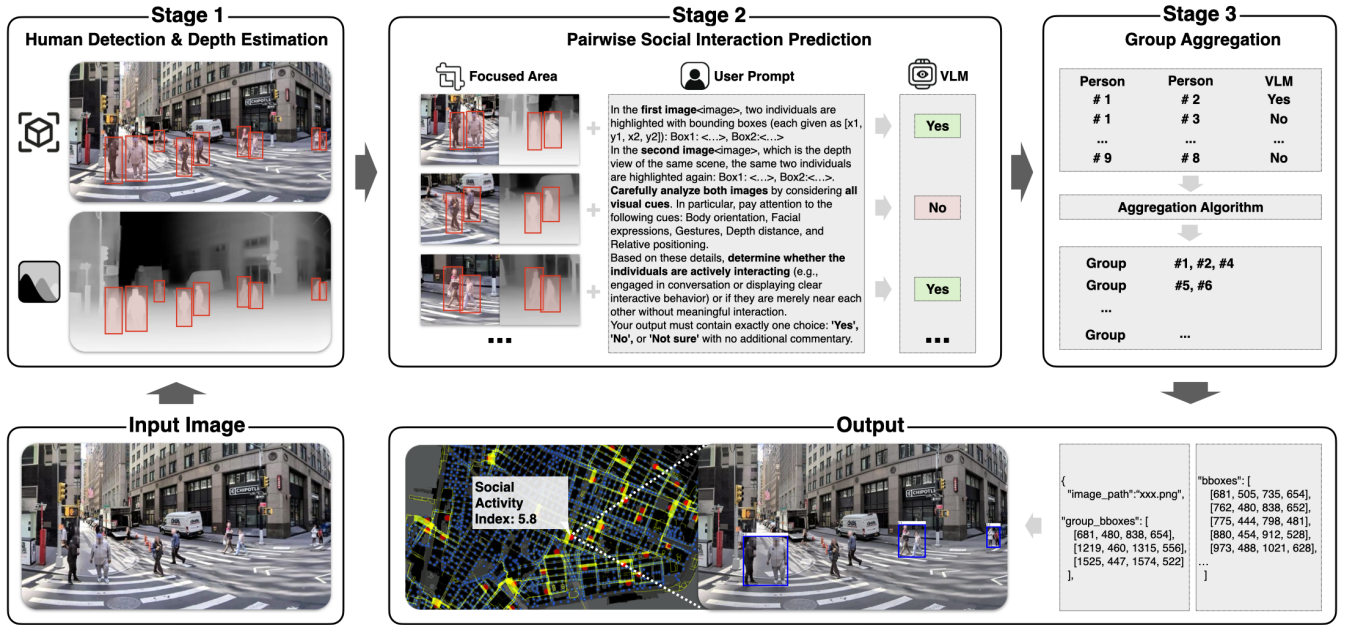 Stage 1
Human Detection & Depth Estimation
CHIPOTLE
Stage 2
Pairwise Social Interaction Prediction
Focused Area
User Prompt
VLM
In the first image<image>, two individuals are
highlighted with bounding boxes (each given as [x1,
y1, x2, y2]): Box1: <...>, Box2:<...>
In the second image<image>, which is the depth
view of the same scene, the same two individuals
are highlighted again: Box1: <...>, Box2:<...>.
Carefully analyze both images by considering all
visual cues. In particular, pay attention to the
following cues: Body orientation, Facial
expressions, Gestures, Depth distance, and
Relative positioning.
Based on these details, determine whether the
individuals are actively interacting (e.g.,
engaged in conversation or displaying clear
interactive behavior) or if they are merely near each
other without meaningful interaction.
Your output must contain exactly one choice: 'Yes',
'No', or 'Not sure' with no additional commentary.
Yes
No
Yes
Stage 3
Group Aggregation
Person Person VLM
# 1 # 2 Yes
# 1 # 3 No
... ... ...
# 9 # 8 No
Aggregation Algorithm
Group #1, #2, #4
Group #5, #6
...
Group ...
Input Image
CHIPOTLE
Output
Social
Activity
Index: 5.8
CHIPOTLE
{
"image_path":"xxx.png",
"group_bboxes": [
[681, 480, 838, 654],
[1219, 460, 1315, 556],
[1525, 447, 1574, 522]
],
"bboxes": [
[681, 505, 735, 654],
[762, 480, 838, 652],
[775, 444, 798, 481],
[880, 454, 912, 528],
[973, 488, 1021, 628],
...
]